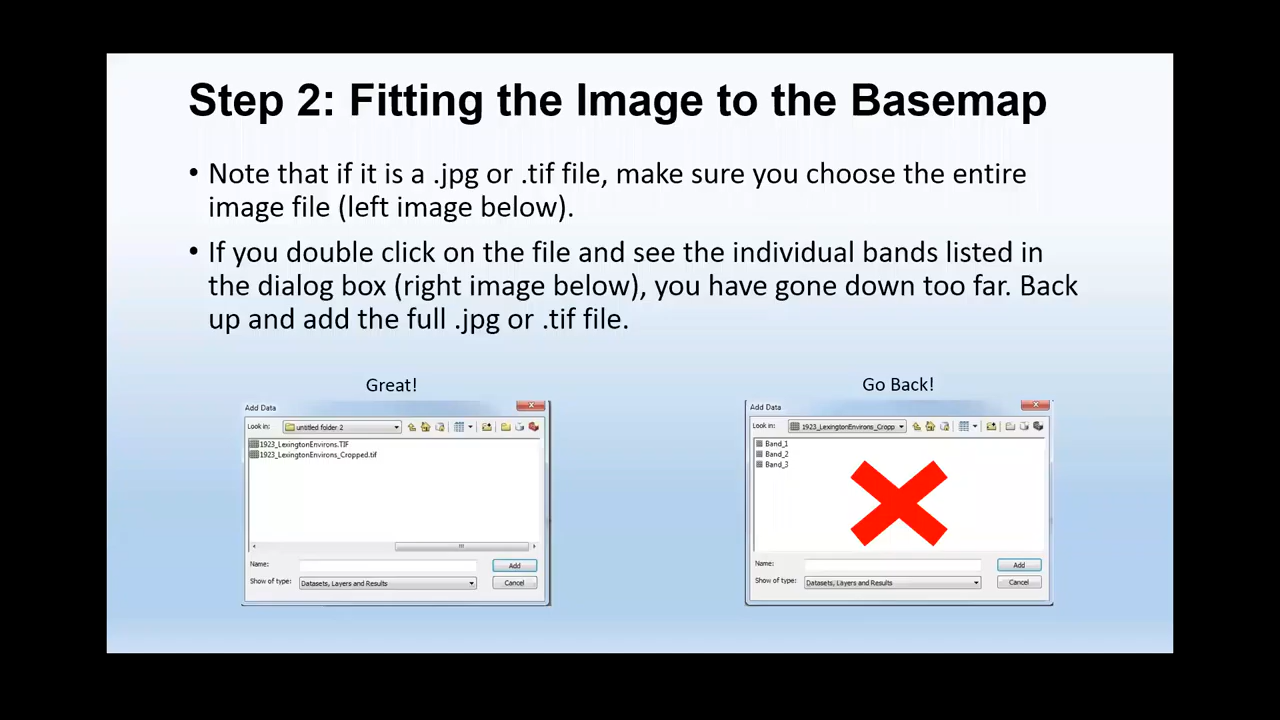 Step 2: Fitting the Image to the Basemap
• Note that if it is a .jpg or .tif file, make sure you choose the entire
image file (left image below).
• If you double click on the file and see the individual bands listed in
the dialog box (right image below), you have gone down too far. Back
up and add the full .jpg or .tif file.
Great!
Add Data
Look in: untitled folder 2
1923_LexingtonEnvirons.TIF
1923_LexingtonEnvirons_Cropped.tif
Name:
Add
Show of type: Datasets, Layers and Results
Cancel
Go Back!
Add Data
Look in: 1923_LexingtonEnvirons_Cropp
Band_1
Band_2
Band_3
Name:
Add
Show of type: Datasets, Layers and Results
Cancel